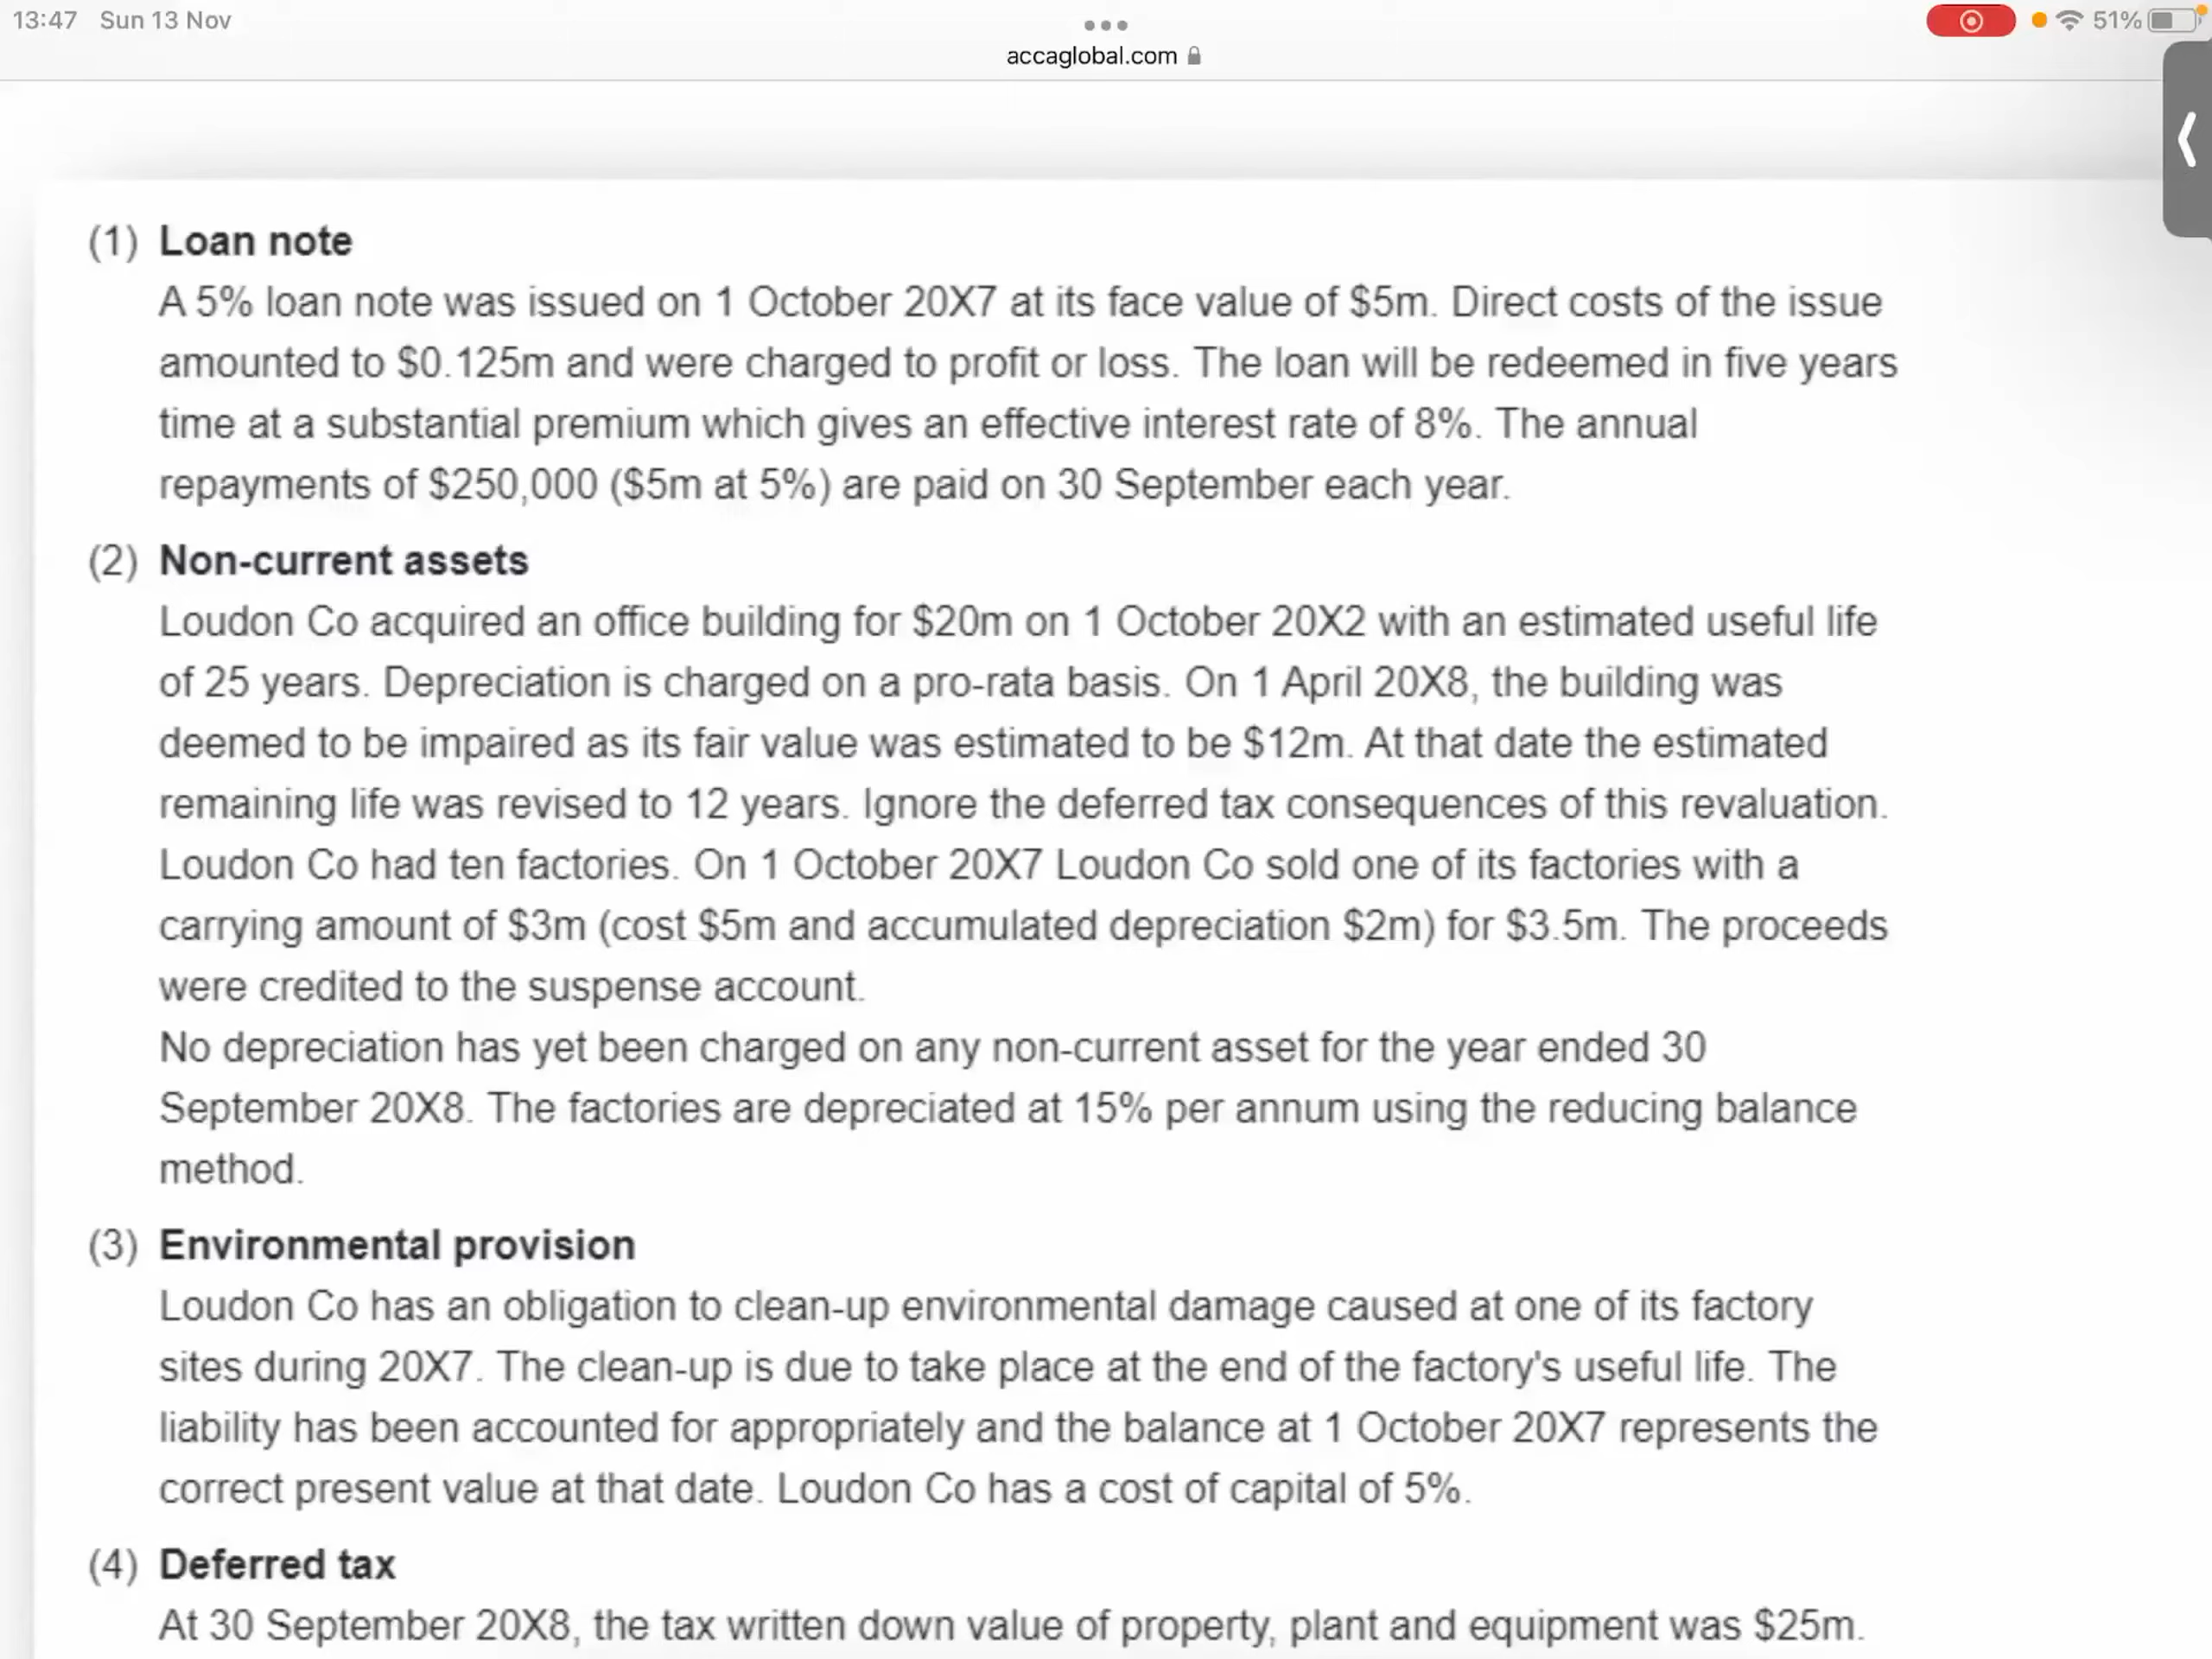 13:47 Sun 13 Nov
51%
accaglobal.com
(1) Loan note
A 5% loan note was issued on 1 October 20X7 at its face value of $5m. Direct costs of the issue
amounted to $0.125m and were charged to profit or loss. The loan will be redeemed in five years
time at a substantial premium which gives an effective interest rate of 8%. The annual
repayments of $250,000 ($5m at 5%) are paid on 30 September each year.
(2) Non-current assets
Loudon Co acquired an office building for $20m on 1 October 20X2 with an estimated useful life
of 25 years. Depreciation is charged on a pro-rata basis. On 1 April 20X8, the building was
deemed to be impaired as its fair value was estimated to be $12m. At that date the estimated
remaining life was revised to 12 years. Ignore the deferred tax consequences of this revaluation.
Loudon Co had ten factories. On 1 October 20X7 Loudon Co sold one of its factories with a
carrying amount of $3m (cost $5m and accumulated depreciation $2m) for $3.5m. The proceeds
were credited to the suspense account.
No depreciation has yet been charged on any non-current asset for the year ended 30
September 20X8. The factories are depreciated at 15% per annum using the reducing balance
method.
(3) Environmental provision
Loudon Co has an obligation to clean-up environmental damage caused at one of its factory
sites during 20X7. The clean-up is due to take place at the end of the factory's useful life. The
liability has been accounted for appropriately and the balance at 1 October 20X7 represents the
correct present value at that date. Loudon Co has a cost of capital of 5%.
(4) Deferred tax
At 30 September 20X8, the tax written down value of property, plant and equipment was $25m.